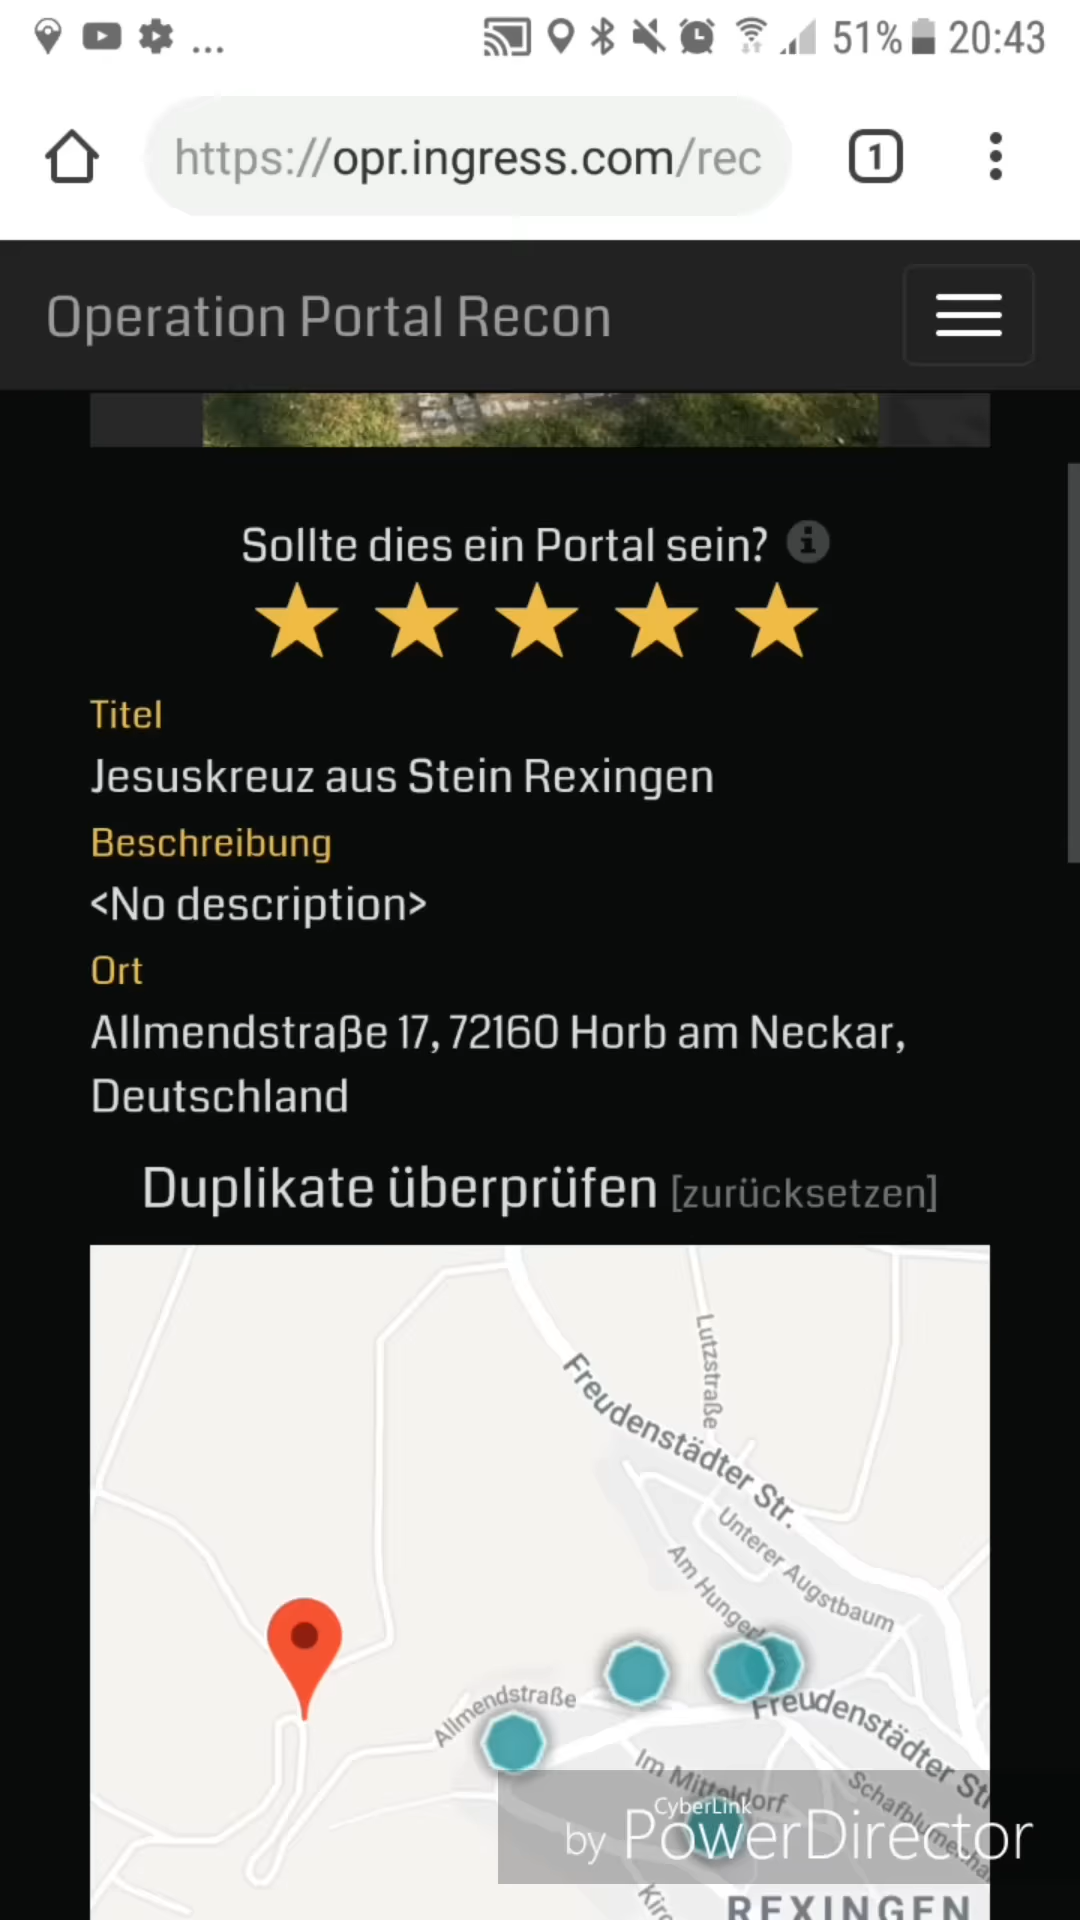 ... 51% 20:43
https://opr.ingress.com/rec 1
Operation Portal Recon
Sollte dies ein Portal sein?
Titel
Jesuskreuz aus Stein Rexingen
Beschreibung
<No description>
Ort
Allmendstraße 17, 72160 Horb am Neckar,
Deutschland
Duplikate überprüfen [zurücksetzen]
Lutzstraße
Freudenstädter Str.
Unterer Augstbaum
Allmendstraße
Freudenstädter Str
Im Mitteldorf
CyberLink
by PowerDirector
REXINGEN